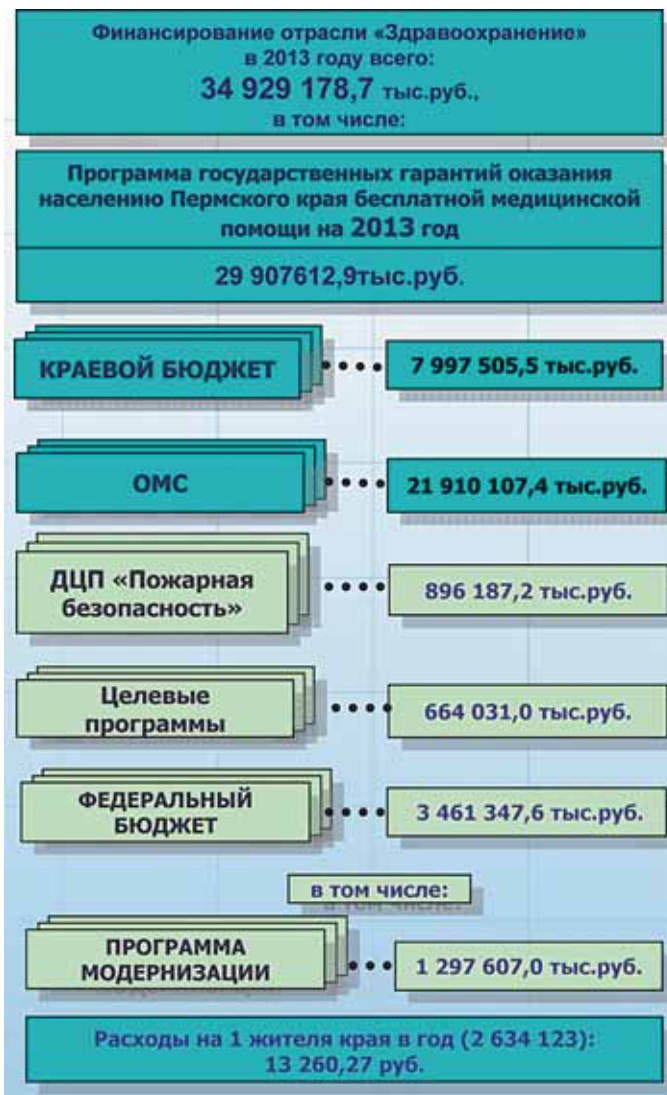 Финансирование отрасли «Здравоохранение»
в 2013 году всего:
34 929 178,7 тыс.руб.,
в том числе:
Программа государственных гарантий оказания
населению Пермского края бесплатной медицинской
помощи на 2013 год
29 907612,9тыс.руб.
КРАЕВОЙ БЮДЖЕТ
7 997 505,5 тыс.руб.
ОМС
21 910 107,4 тыс.руб.
ДЦП «Пожарная
безопасность»
896 187,2 тыс.руб.
Целевые
программы
664 031,0 тыс.руб.
ФЕДЕРАЛЬНЫЙ
БЮДЖЕТ
3 461 347,6 тыс.руб.
в том числе:
ПРОГРАММА
МОДЕРНИЗАЦИИ
1 297 607,0 тыс.руб.
Расходы на 1 жителя края в год (2 634 123):
13 260,27 руб.